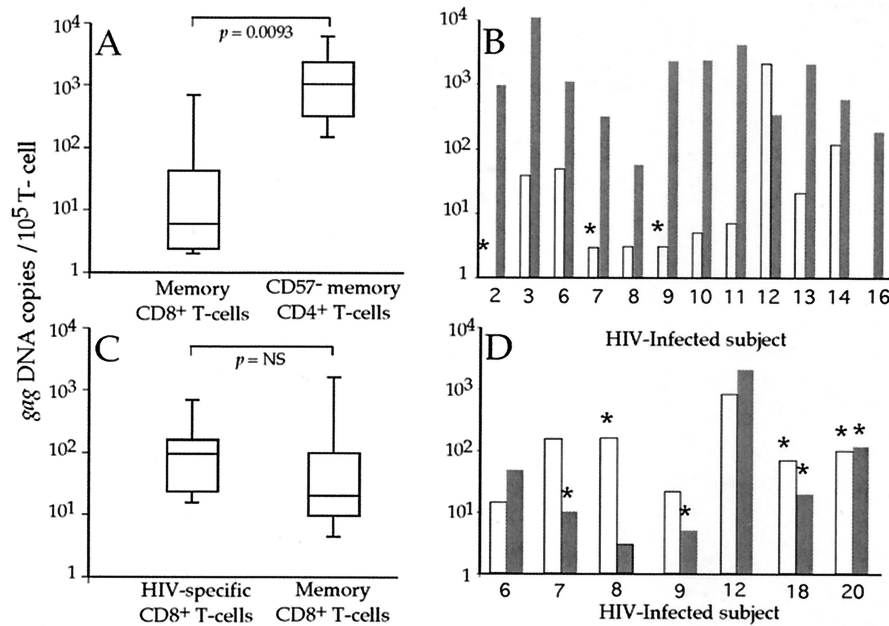 gag DNA copies /10⁵ T- cell
A
p = 0.0093
10⁴
10³
10²
10¹
1
Memory CD57⁻ memory
CD8⁺ T-cells CD4⁺ T-cells
B
10⁴
10³
10²
10¹
1
* * *
2 3 6 7 8 9 10 11 12 13 14 16
HIV-Infected subject
C
p = NS
10⁴
10³
10²
10¹
1
HIV-specific Memory
CD8⁺ T-cells CD8⁺ T-cells
D
10⁴
10³
10²
10¹
1
* * * * * * *
6 7 8 9 12 18 20
HIV-Infected subject